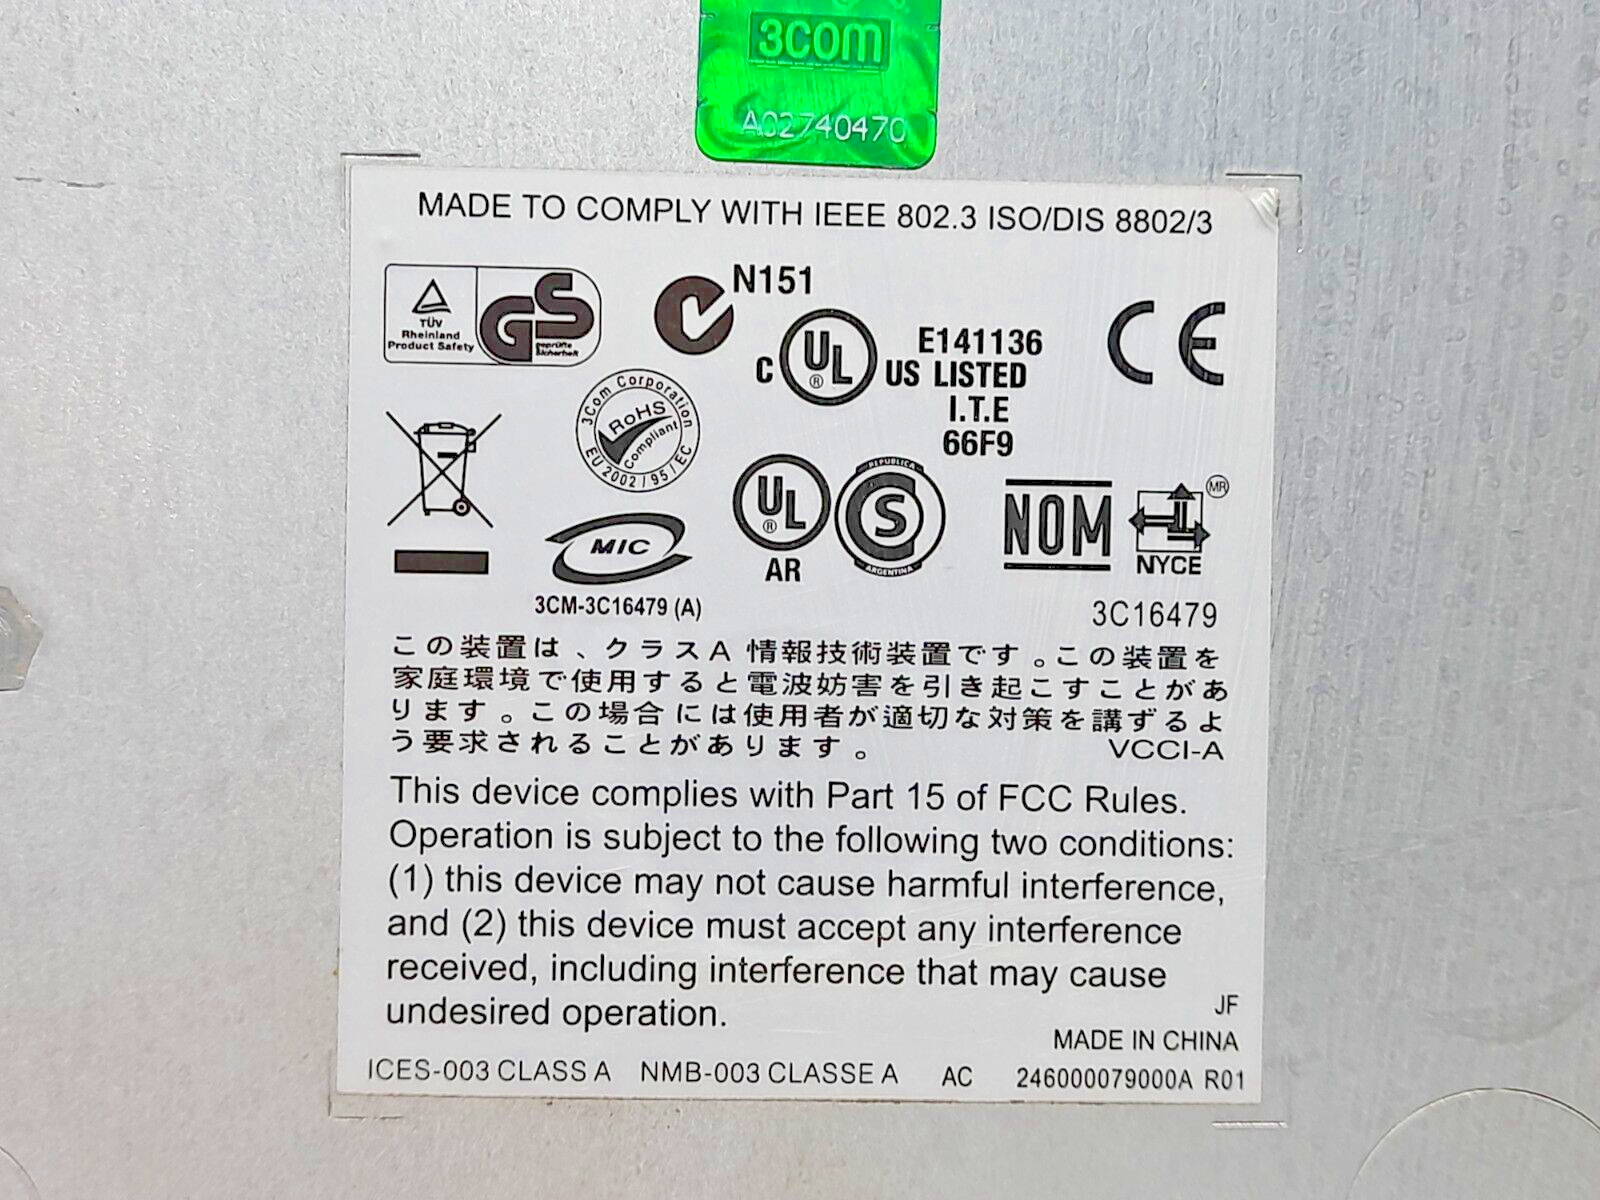 3com
A02740470
MADE TO COMPLY WITH IEEE 802.3 ISO/DIS 8802/3
TÜV
Rheinland
Product Safety
GS
geprüfte
Sicherheit
N151
C UL US LISTED
®
E141136
I.T.E
66F9
CE
3Com Corporation
RoHS
Compliant
EU 2002/95/EC
MIC
3CM-3C16479 (A)
UL
®
AR
REPUBLICA
S
ARGENTINA
NOM
MR
NYCE
3C16479
この装置は、クラスA 情報技術装置です。この装置を
家庭環境で使用すると電波妨害を引き起こすことがあ
ります。この場合には使用者が適切な対策を講ずるよ
う要求されることがあります。 VCCI-A
This device complies with Part 15 of FCC Rules.
Operation is subject to the following two conditions:
(1) this device may not cause harmful interference,
and (2) this device must accept any interference
received, including interference that may cause
undesired operation.
JF
MADE IN CHINA
ICES-003 CLASS A NMB-003 CLASSE A AC 246000079000A R01